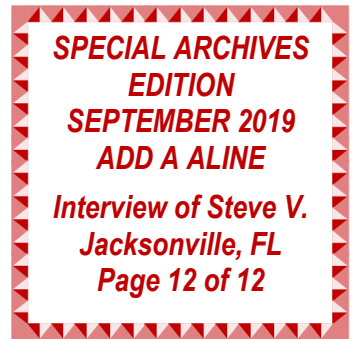 SPECIAL ARCHIVES
EDITION
SEPTEMBER 2019
ADD A ALINE
Interview of Steve V.
Jacksonville, FL
Page 12 of 12